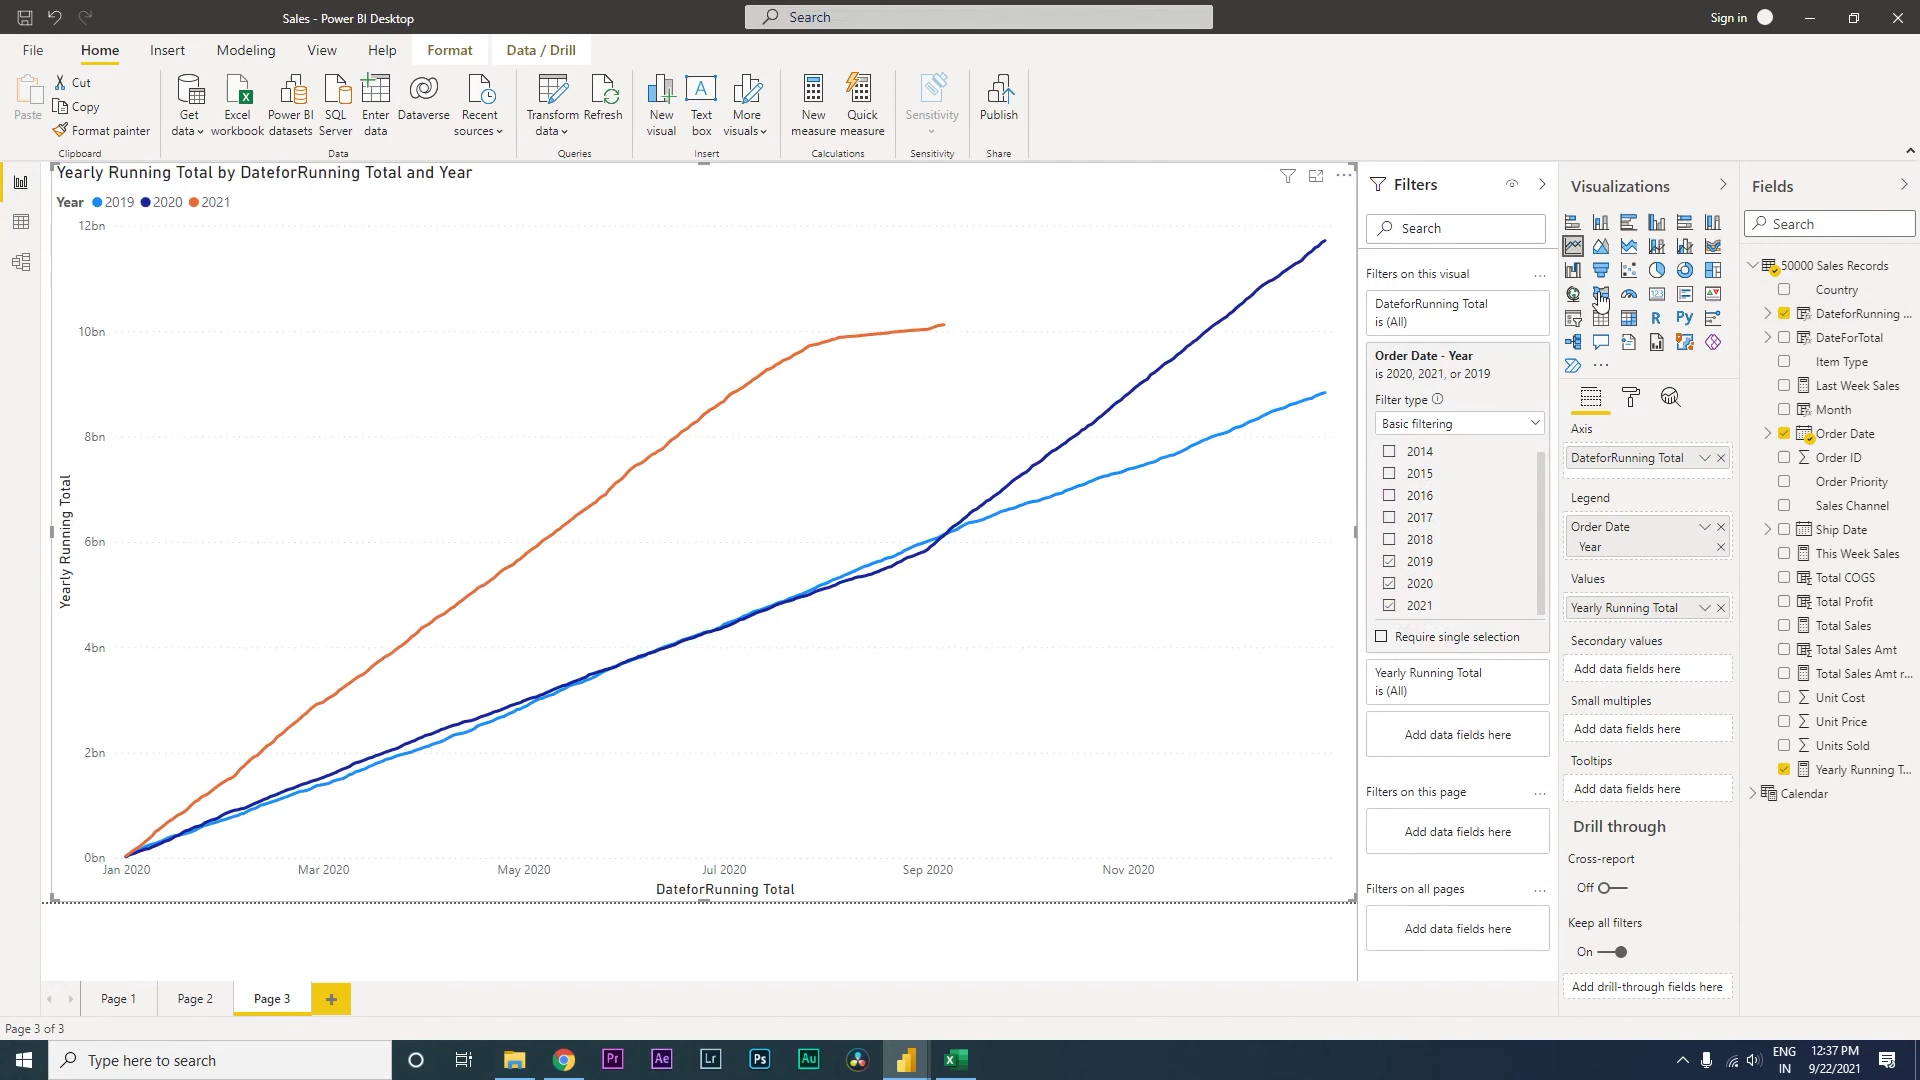 Sales - Power BI Desktop
Search
Sign in
File
Home
Insert
Modeling
View
Help
Format
Data / Drill
Paste
Cut
Copy
Format painter
Clipboard
Get data
Excel workbook
Power BI datasets
SQL Server
Enter data
Dataverse
Recent sources
Data
Transform data
Refresh
Queries
New visual
Text box
More visuals
Insert
New measure
Quick measure
Calculations
Sensitivity
Sensitivity
Publish
Share
Yearly Running Total by DateforRunning Total and Year
Year 2019 2020 2021
12bn
10bn
8bn
6bn
4bn
2bn
0bn
Yearly Running Total
Jan 2020
Mar 2020
May 2020
Jul 2020
Sep 2020
Nov 2020
DateforRunning Total
Filters
Search
Filters on this visual
...
DateforRunning Total
is (All)
Order Date - Year
is 2020, 2021, or 2019
Filter type
Basic filtering
2014
2015
2016
2017
2018
2019
2020
2021
Require single selection
Yearly Running Total
is (All)
Add data fields here
Filters on this page
...
Add data fields here
Filters on all pages
...
Add data fields here
Visualizations
R
Py
...
Axis
DateforRunning Total
Legend
Order Date
Year
Values
Yearly Running Total
Secondary values
Add data fields here
Small multiples
Add data fields here
Tooltips
Add data fields here
Drill through
Cross-report
Off
Keep all filters
On
Add drill-through fields here
Fields
Search
50000 Sales Records
Country
DateforRunning ...
DateForTotal
Item Type
Last Week Sales
Month
Order Date
Order ID
Order Priority
Sales Channel
Ship Date
This Week Sales
Total COGS
Total Profit
Total Sales
Total Sales Amt
Total Sales Amt r...
Unit Cost
Unit Price
Units Sold
Yearly Running T...
Calendar
Page 1
Page 2
Page 3
+
Page 3 of 3
Type here to search
Pr
Ae
Lr
Ps
Au
ENG
IN
12:37 PM
9/22/2021